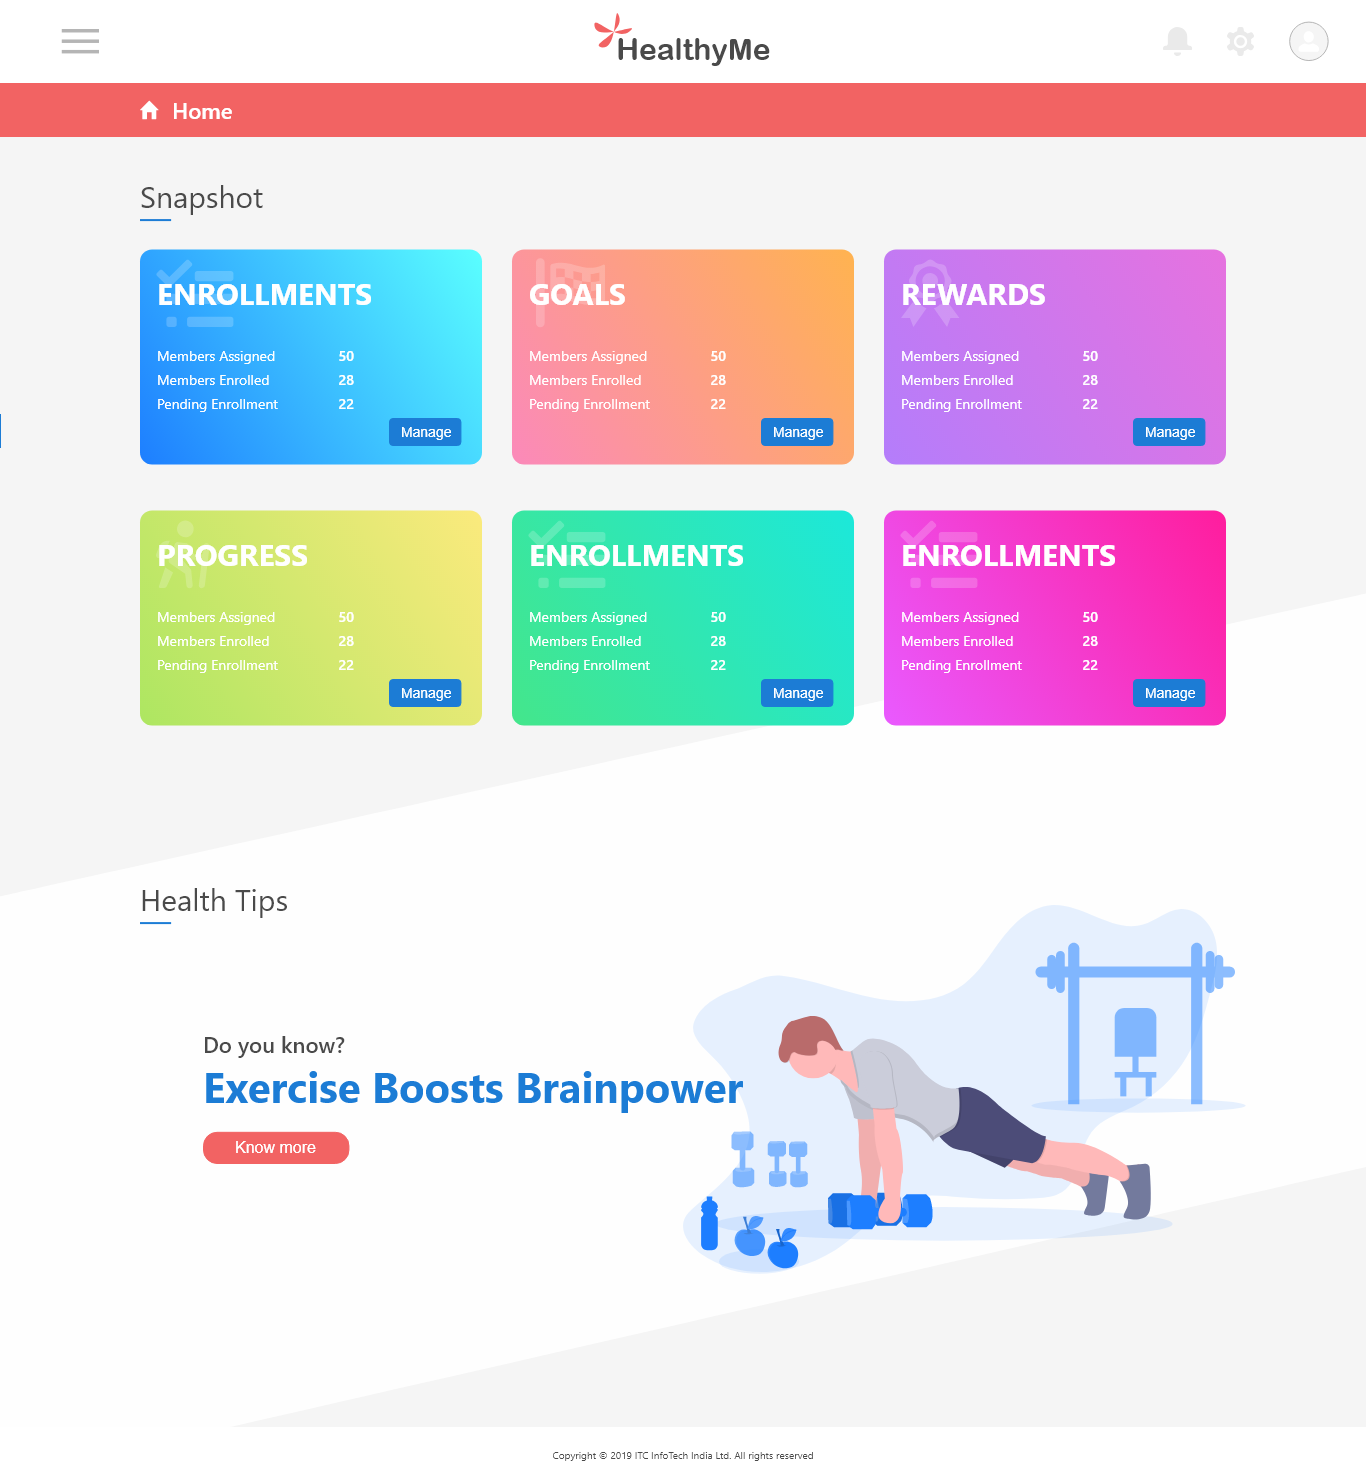 HealthyMe
Home
Snapshot
ENROLLMENTS
Members Assigned 50
Members Enrolled 28
Pending Enrollment 22
Manage
GOALS
Members Assigned 50
Members Enrolled 28
Pending Enrollment 22
Manage
REWARDS
Members Assigned 50
Members Enrolled 28
Pending Enrollment 22
Manage
PROGRESS
Members Assigned 50
Members Enrolled 28
Pending Enrollment 22
Manage
ENROLLMENTS
Members Assigned 50
Members Enrolled 28
Pending Enrollment 22
Manage
ENROLLMENTS
Members Assigned 50
Members Enrolled 28
Pending Enrollment 22
Manage
Health Tips
Do you know?
Exercise Boosts Brainpower
Know more
Copyright © 2019 ITC InfoTech India Ltd. All rights reserved